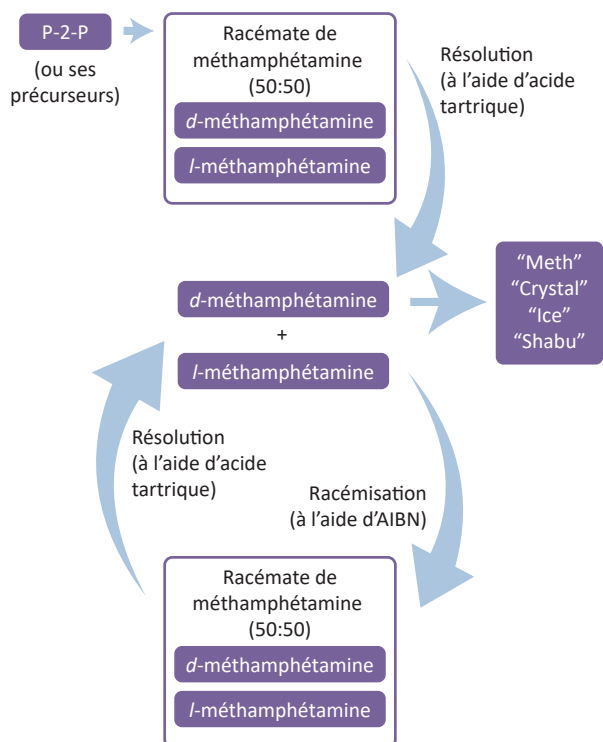 P-2-P
(ou ses
précurseurs)
Racémate de
méthamphétamine
(50:50)
d-méthamphétamine
l-méthamphétamine
Résolution
(à l’aide d’acide
tartrique)
d-méthamphétamine
+
l-méthamphétamine
“Meth”
“Crystal”
“Ice”
“Shabu”
Résolution
(à l’aide d’acide
tartrique)
Racémisation
(à l’aide d’AIBN)
Racémate de
méthamphétamine
(50:50)
d-méthamphétamine
l-méthamphétamine